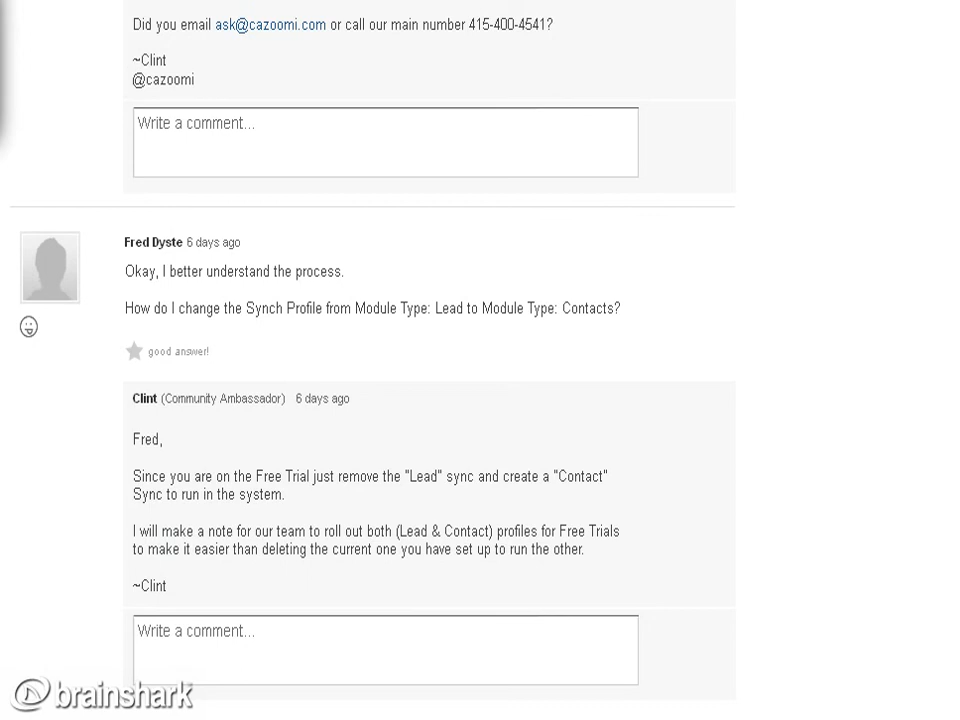 Did you email ask@cazoomi.com or call our main number 415-400-4541?
~Clint
@cazoomi
Write a comment...
Fred Dyste 6 days ago
Okay, I better understand the process.
How do I change the Synch Profile from Module Type: Lead to Module Type: Contacts?
good answer!
Clint (Community Ambassador) 6 days ago
Fred,
Since you are on the Free Trial just remove the "Lead" sync and create a "Contact"
Sync to run in the system.
I will make a note for our team to roll out both (Lead & Contact) profiles for Free Trials
to make it easier than deleting the current one you have set up to run the other.
~Clint
Write a comment...
brainshark